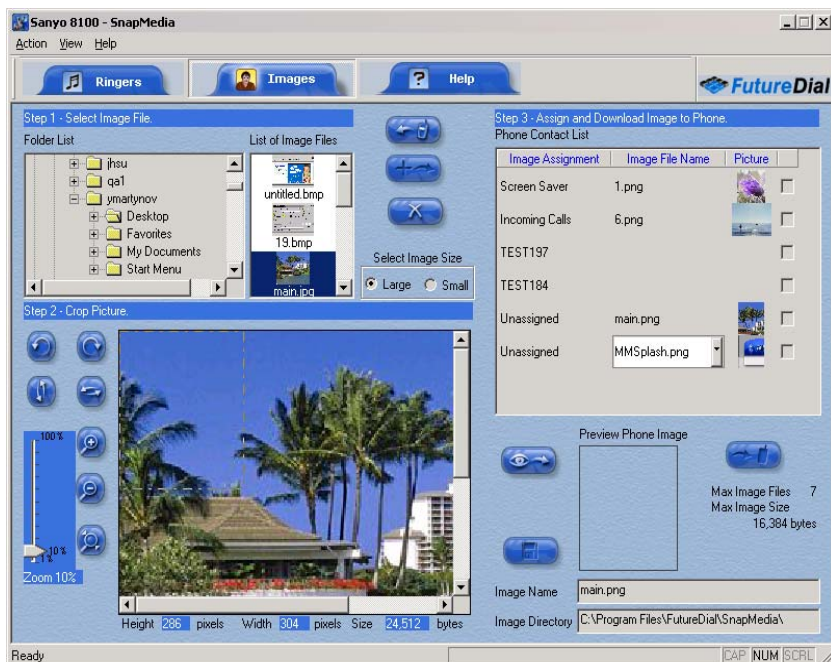 Sanyo 8100 - SnapMedia
Action View Help
Ringers
Images
Help
FutureDial
Step 1 - Select Image File.
Folder List
List of Image Files
jhsu
qa1
ymartynov
Desktop
Favorites
My Documents
Start Menu
untitled.bmp
19.bmp
main.jpg
Select Image Size
Large Small
Step 2 - Crop Picture.
100%
10%
1%
Zoom 10%
Height 286 pixels Width 304 pixels Size 24,512 bytes
Step 3 - Assign and Download Image to Phone.
Phone Contact List
Image Assignment Image File Name Picture
Screen Saver 1.png
Incoming Calls 6.png
TEST197
TEST184
Unassigned main.png
Unassigned MMSplash.png
Preview Phone Image
Max Image Files 7
Max Image Size
16,384 bytes
Image Name main.png
Image Directory C:\Program Files\FutureDial\SnapMedia\
Ready
CAP NUM SCRL